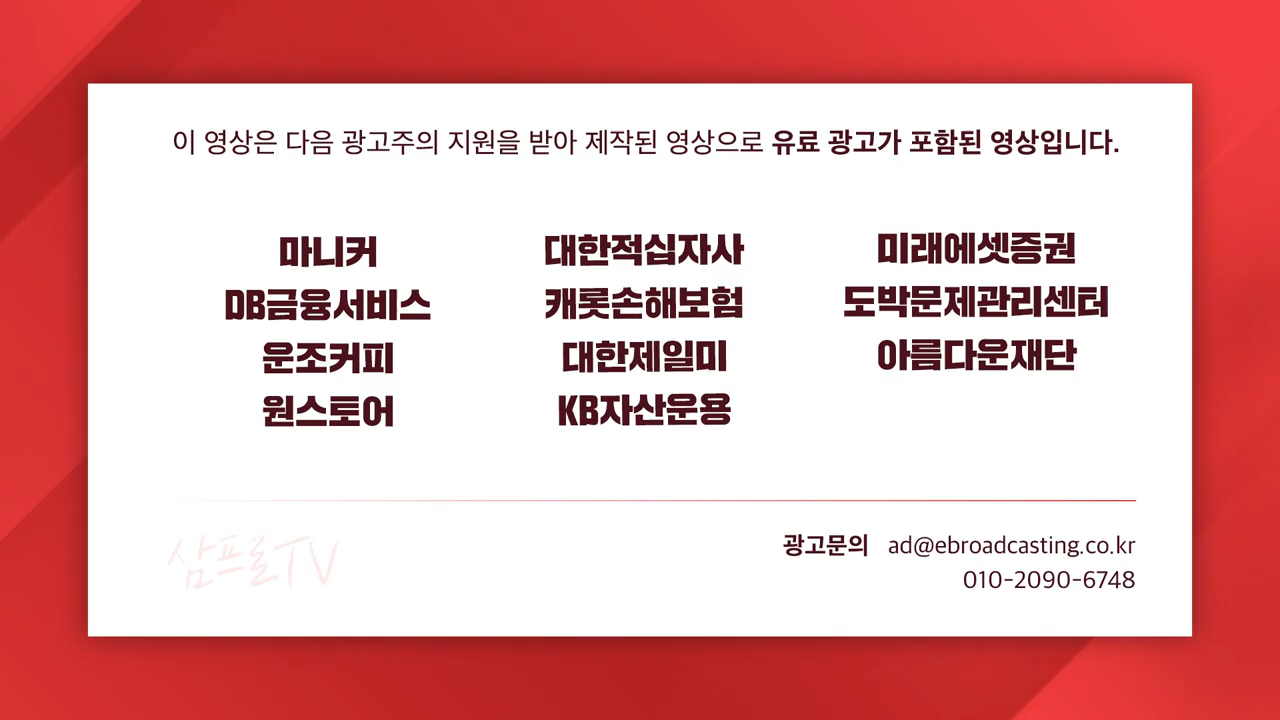 이 영상은 다음 광고주의 지원을 받아 제작된 영상으로 유료 광고가 포함된 영상입니다.
마니커
DB금융서비스
운조커피
원스토어
대한적십자사
캐롯손해보험
대한제일미
KB자산운용
미래에셋증권
도박문제관리센터
아름다운재단
삼프로TV
광고문의 ad@ebroadcasting.co.kr
010-2090-6748